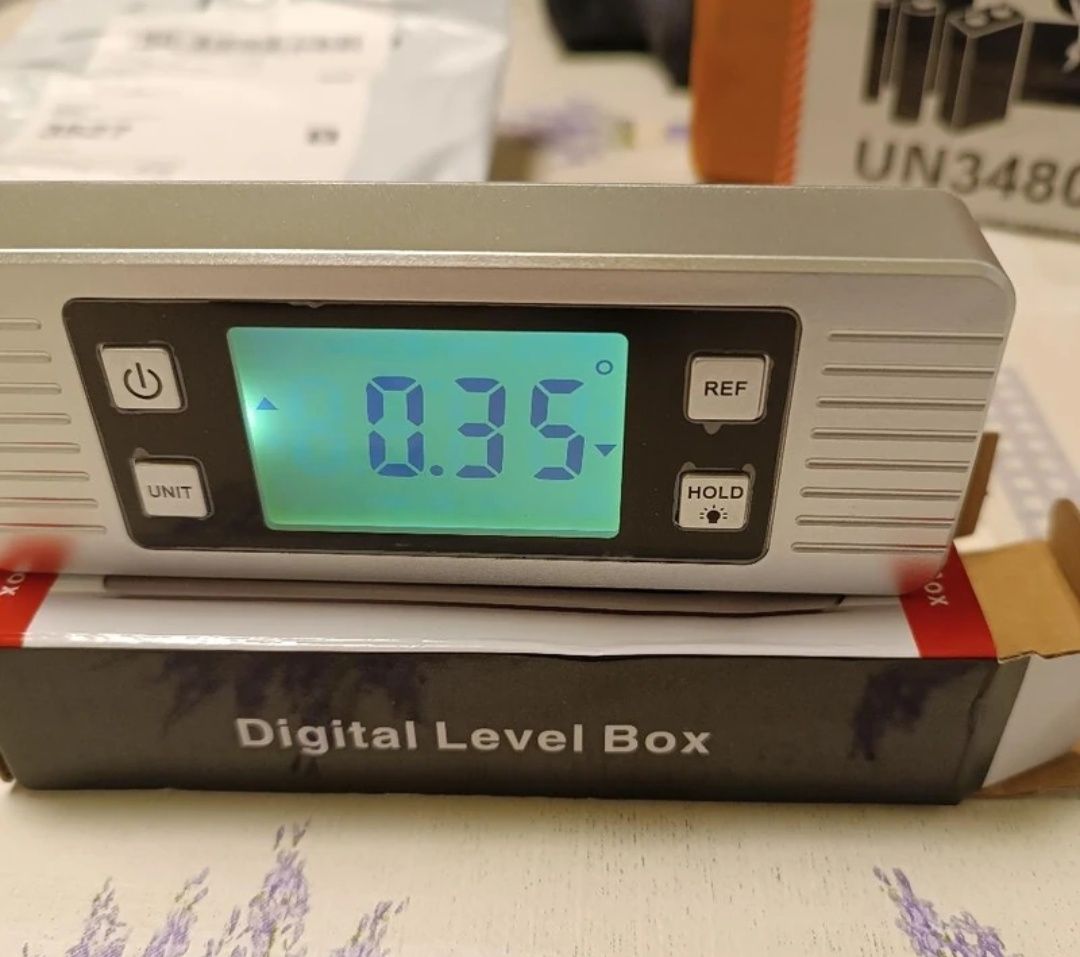 UN3480
0.35°
REF
UNIT
HOLD
Digital Level Box